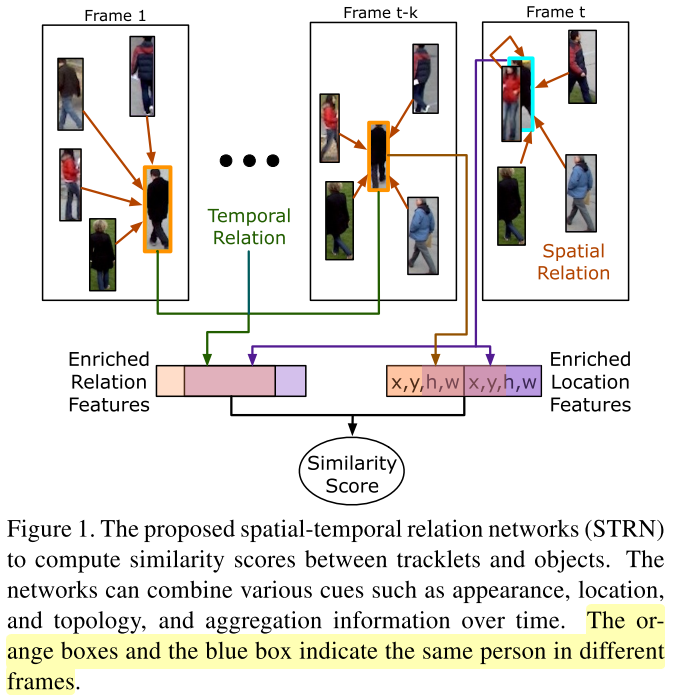 Frame 1
Frame t-k
Frame t
Temporal
Relation
Spatial
Relation
Enriched
Relation
Features
x,y,h,w x,y,h,w
Enriched
Location
Features
Similarity
Score
Figure 1. The proposed spatial-temporal relation networks (STRN)
to compute similarity scores between tracklets and objects. The
networks can combine various cues such as appearance, location,
and topology, and aggregation information over time. The or-
ange boxes and the blue box indicate the same person in different
frames.